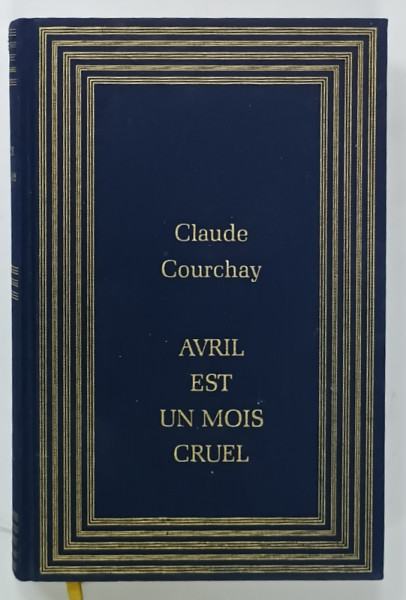 Claude
Courchay
AVRIL
EST
UN MOIS
CRUEL